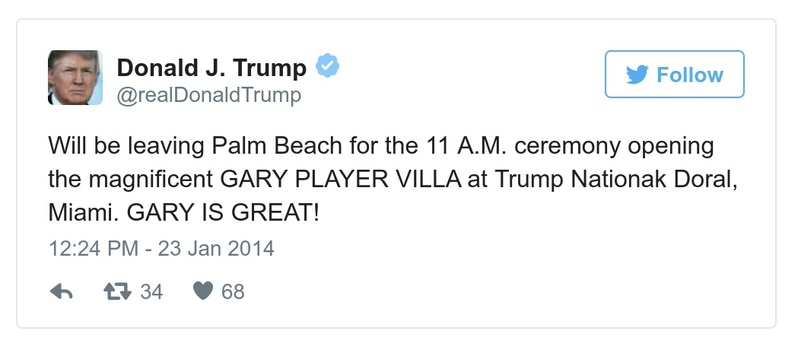 Donald J. Trump
@realDonaldTrump
Follow
Will be leaving Palm Beach for the 11 A.M. ceremony opening
the magnificent GARY PLAYER VILLA at Trump Nationak Doral,
Miami. GARY IS GREAT!
12:24 PM - 23 Jan 2014
34 68